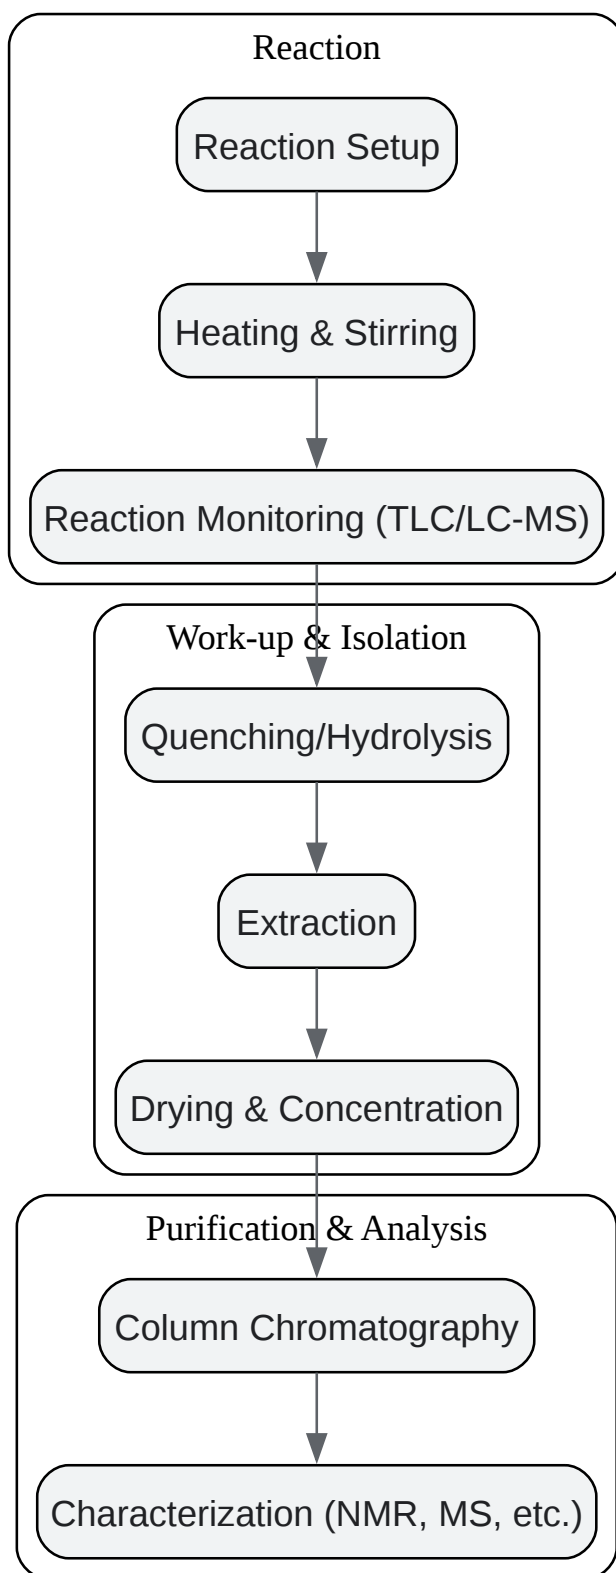 Reaction
Reaction Setup
Heating & Stirring
Reaction Monitoring (TLC/LC-MS)
Work-up & Isolation
Quenching/Hydrolysis
Extraction
Drying & Concentration
Purification & Analysis
Column Chromatography
Characterization (NMR, MS, etc.)